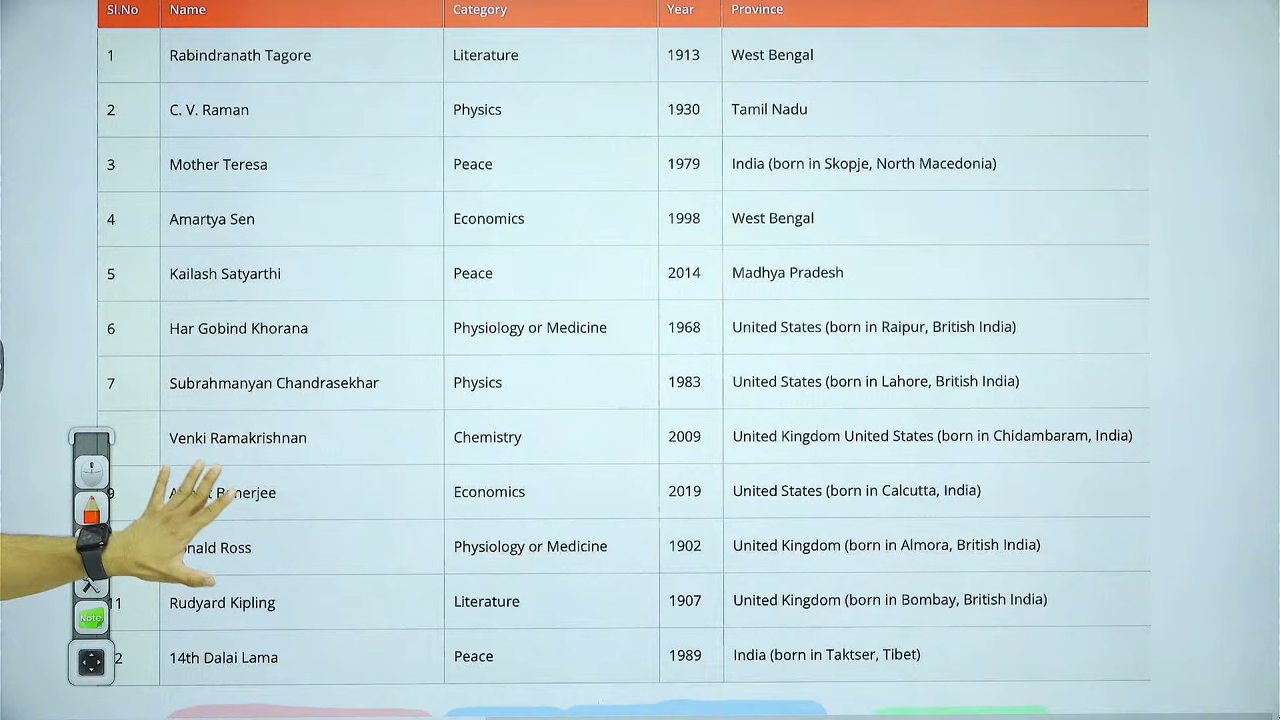 Sl.No Name Category Year Province
1 Rabindranath Tagore Literature 1913 West Bengal
2 C. V. Raman Physics 1930 Tamil Nadu
3 Mother Teresa Peace 1979 India (born in Skopje, North Macedonia)
4 Amartya Sen Economics 1998 West Bengal
5 Kailash Satyarthi Peace 2014 Madhya Pradesh
6 Har Gobind Khorana Physiology or Medicine 1968 United States (born in Raipur, British India)
7 Subrahmanyan Chandrasekhar Physics 1983 United States (born in Lahore, British India)
Venki Ramakrishnan Chemistry 2009 United Kingdom United States (born in Chidambaram, India)
9 Banerjee Economics 2019 United States (born in Calcutta, India)
Ross Physiology or Medicine 1902 United Kingdom (born in Almora, British India)
11 Rudyard Kipling Literature 1907 United Kingdom (born in Bombay, British India)
Note
2 14th Dalai Lama Peace 1989 India (born in Taktser, Tibet)